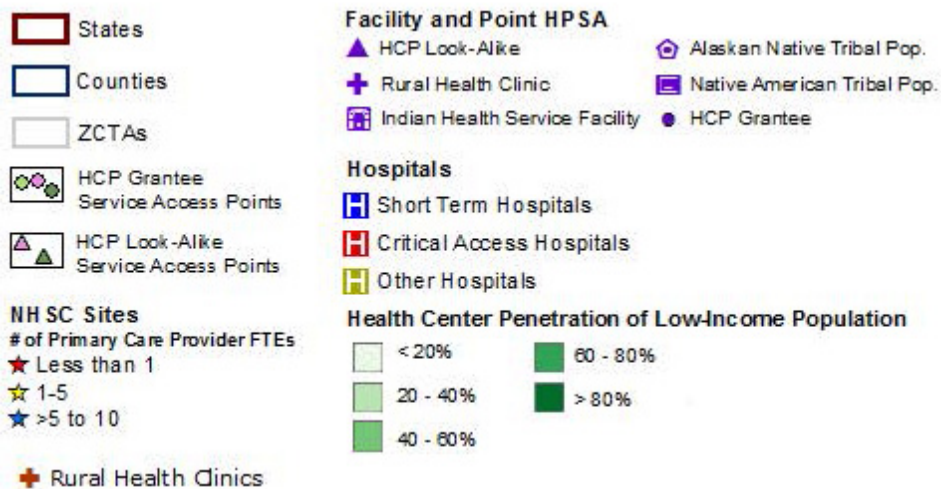 States
Counties
ZCTAs
HCP Grantee
Service Access Points
HCP Look-Alike
Service Access Points
NHSC Sites
# of Primary Care Provider FTEs
Less than 1
1-5
>5 to 10
Rural Health Clinics
Facility and Point HPSA
HCP Look-Alike
Rural Health Clinic
Indian Health Service Facility
Alaskan Native Tribal Pop.
Native American Tribal Pop.
HCP Grantee
Hospitals
H Short Term Hospitals
H Critical Access Hospitals
H Other Hospitals
Health Center Penetration of Low-Income Population
< 20%
20 - 40%
40 - 60%
60 - 80%
> 80%